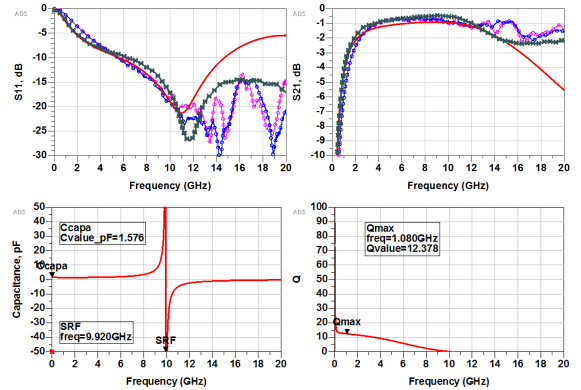 ADS
0
-5
-10
-15
-20
-25
-30
S11, dB
0 2 4 6 8 10 12 14 16 18 20
Frequency (GHz)
ADS
0
-1
-2
-3
-4
-5
-6
-7
-8
-9
-10
S21, dB
0 2 4 6 8 10 12 14 16 18 20
Frequency (GHz)
ADS
50
40
30
20
10
0
-10
-20
-30
-40
-50
Capacitance, pF
Ccapa
Cvalue_pF=1.576
Ccapa
SRF
freq=9.920GHz
SRF
0 2 4 6 8 10 12 14 16 18 20
Frequency (GHz)
ADS
100
90
80
70
60
50
40
30
20
10
0
Q
Qmax
freq=1.080GHz
Qvalue=12.378
Qmax
0 2 4 6 8 10 12 14 16 18 20
Frequency (GHz)